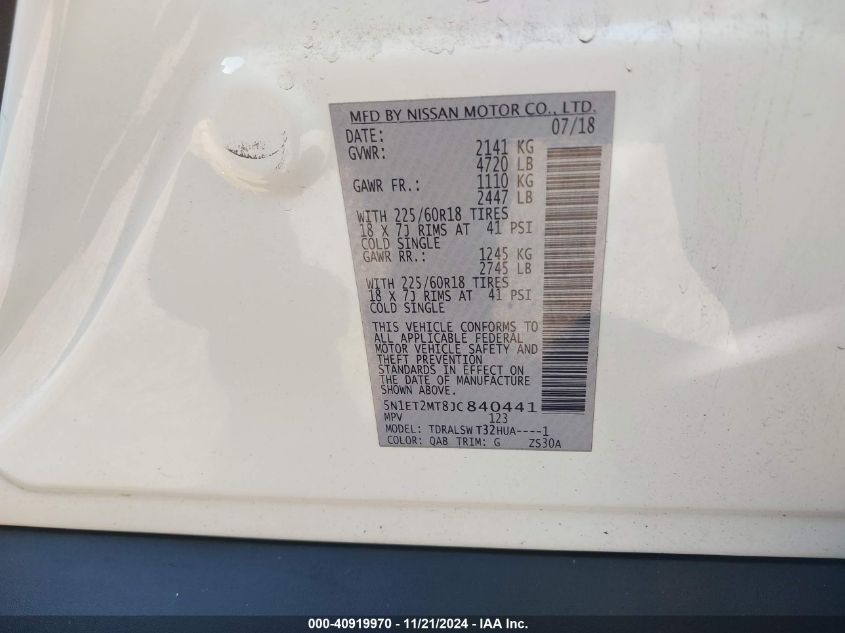 MFD BY NISSAN MOTOR CO., LTD.
DATE: 07/18
GVWR: 2141 KG
4720 LB
GAWR FR.: 1110 KG
2447 LB
WITH 225/60R18 TIRES
18 X 7J RIMS AT 41 PSI
COLD SINGLE
GAWR RR.: 1245 KG
2745 LB
WITH 225/60R18 TIRES
18 X 7J RIMS AT 41 PSI
COLD SINGLE
THIS VEHICLE CONFORMS TO
ALL APPLICABLE FEDERAL
MOTOR VEHICLE SAFETY AND
THEFT PREVENTION
STANDARDS IN EFFECT ON
THE DATE OF MANUFACTURE
SHOWN ABOVE.
5N1ET2MT8JC840441
MPV 123
MODEL: TDRALSW T32HUA----1
COLOR: QAB TRIM: G ZS30A
000-40919970 - 11/21/2024 - https://www.iaai.com/